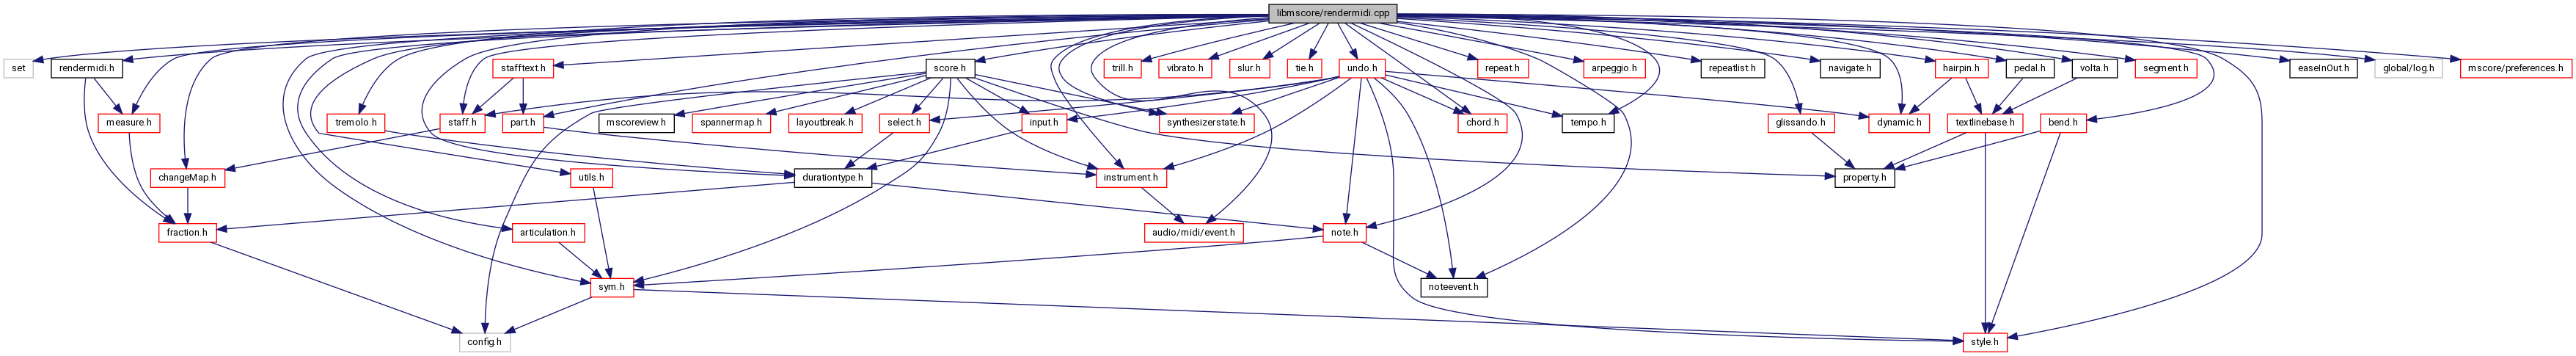 libmscore/rendermidi.cpp
set
rendermidi.h
stafftext.h
score.h
trill.h
vibrato.h
slur.h
tie.h
undo.h
repeat.h
arpeggio.h
repeatlist.h
navigate.h
hairpin.h
pedal.h
volta.h
segment.h
easeInOut.h
global/log.h
mscore/preferences.h
measure.h
tremolo.h
staff.h
part.h
mscoreview.h
spannermap.h
layoutbreak.h
select.h
input.h
synthesizerstate.h
chord.h
tempo.h
glissando.h
dynamic.h
textlinebase.h
bend.h
changeMap.h
utils.h
durationtype.h
instrument.h
property.h
fraction.h
articulation.h
audio/midi/event.h
note.h
sym.h
noteevent.h
config.h
style.h